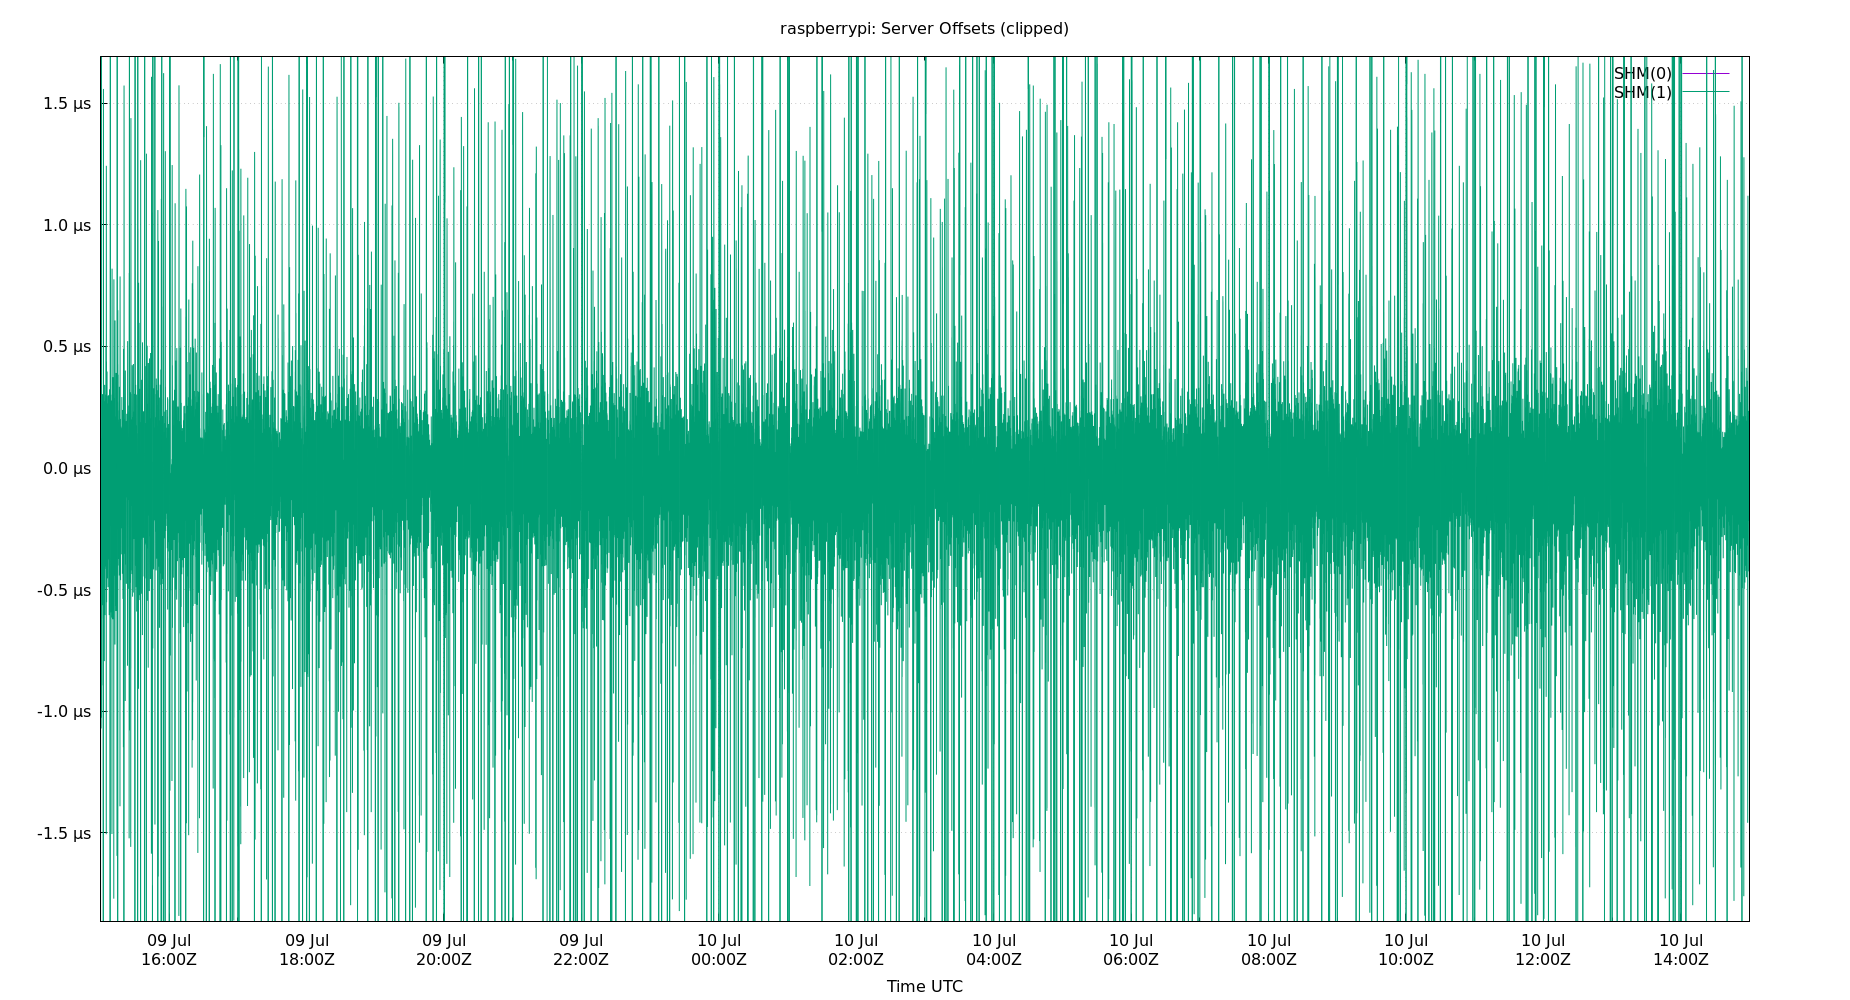 raspberrypi: Server Offsets (clipped)
SHM(0)
SHM(1)
1.5 μs
1.0 μs
0.5 μs
0.0 μs
-0.5 μs
-1.0 μs
-1.5 μs
09 Jul 09 Jul 09 Jul 09 Jul 10 Jul 10 Jul 10 Jul 10 Jul 10 Jul 10 Jul 10 Jul 10 Jul
16:00Z 18:00Z 20:00Z 22:00Z 00:00Z 02:00Z 04:00Z 06:00Z 08:00Z 10:00Z 12:00Z 14:00Z
Time UTC